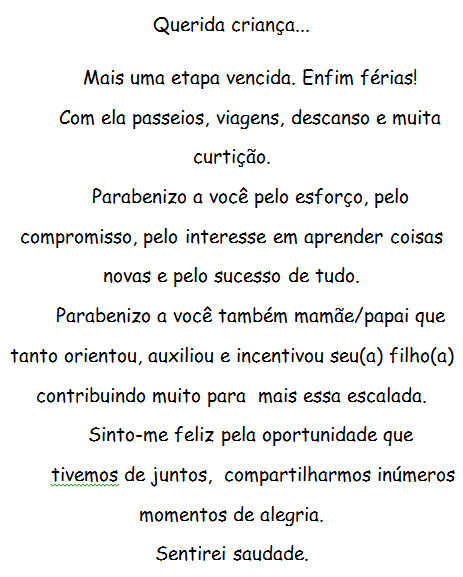 Querida criança...
Mais uma etapa vencida. Enfim férias!
Com ela passeios, viagens, descanso e muita
curtição.
Parabenizo a você pelo esforço, pelo
compromisso, pelo interesse em aprender coisas
novas e pelo sucesso de tudo.
Parabenizo a você também mamãe/papai que
tanto orientou, auxiliou e incentivou seu(a) filho(a)
contribuindo muito para  mais essa escalada.
Sinto-me feliz pela oportunidade que
tivemos de juntos,  compartilharmos inúmeros
momentos de alegria.
Sentirei saudade.